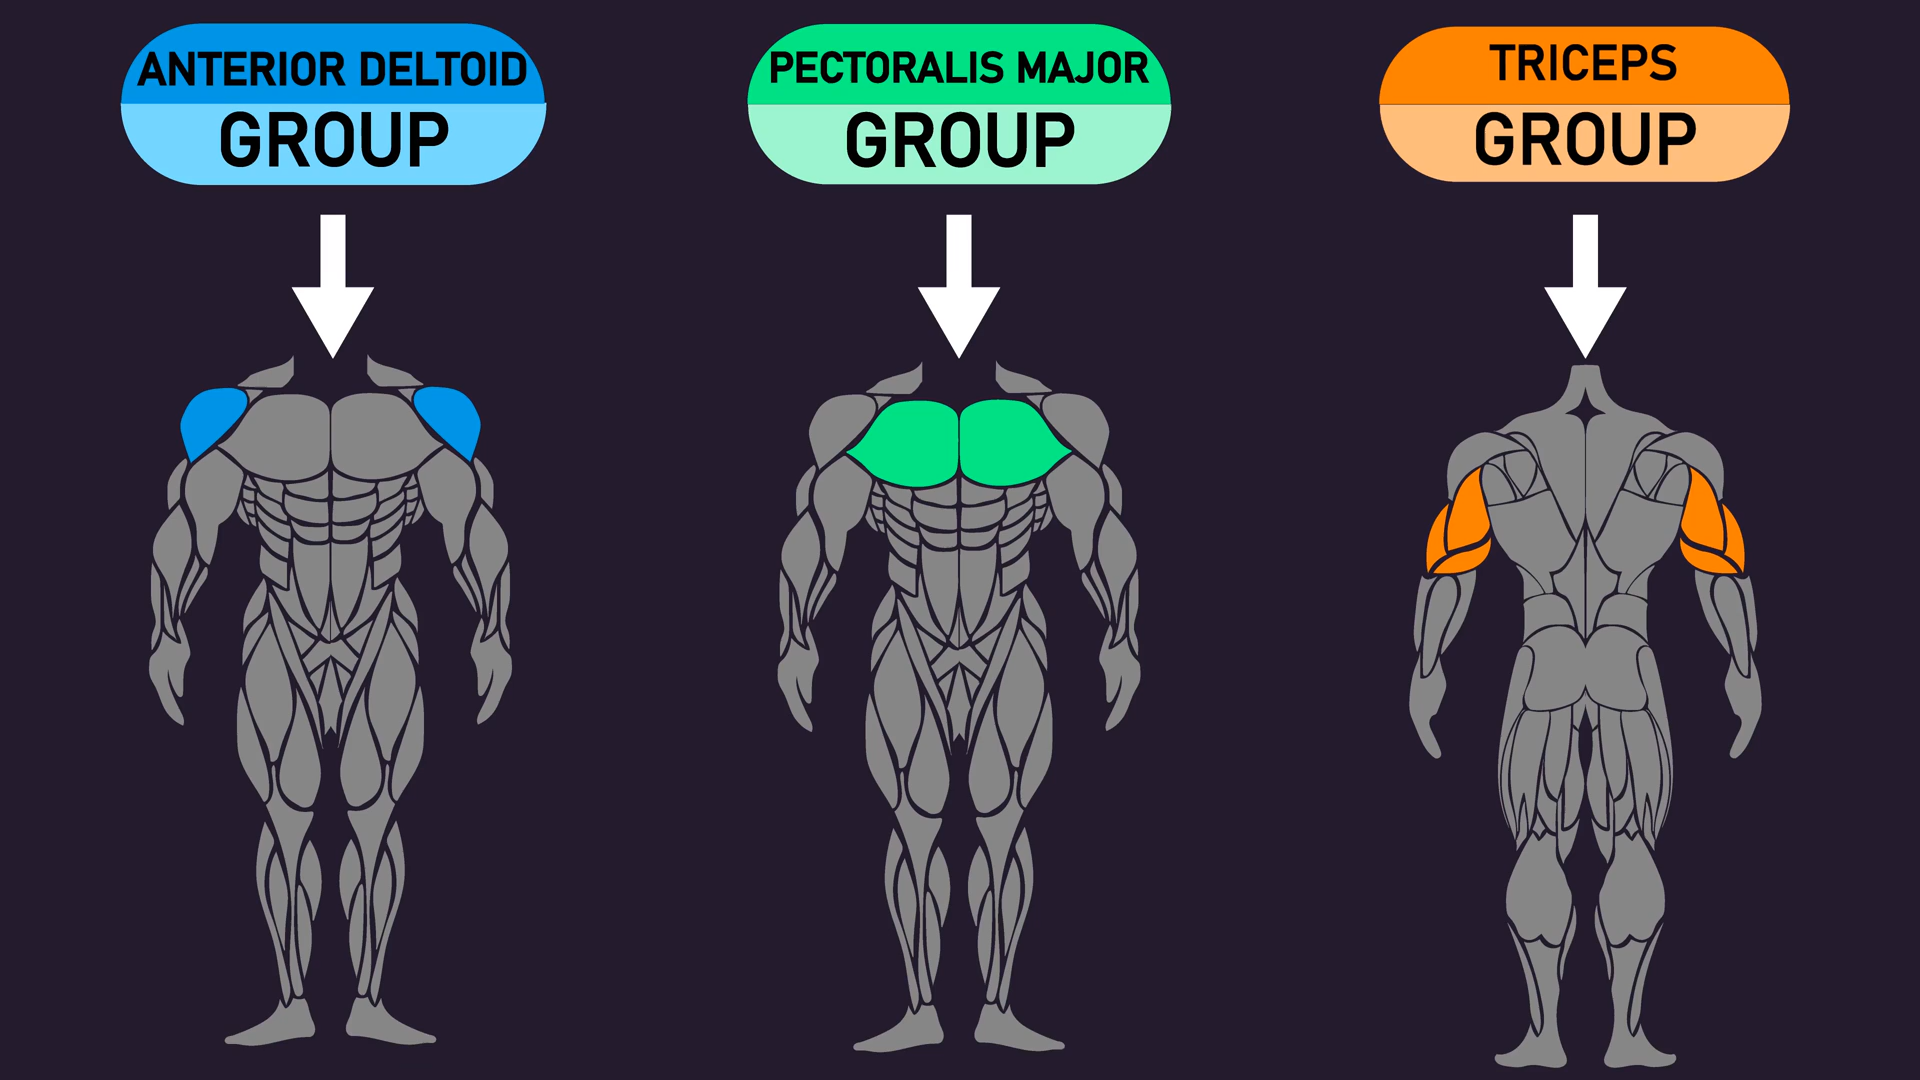 ANTERIOR DELTOID
GROUP
PECTORALIS MAJOR
GROUP
TRICEPS
GROUP